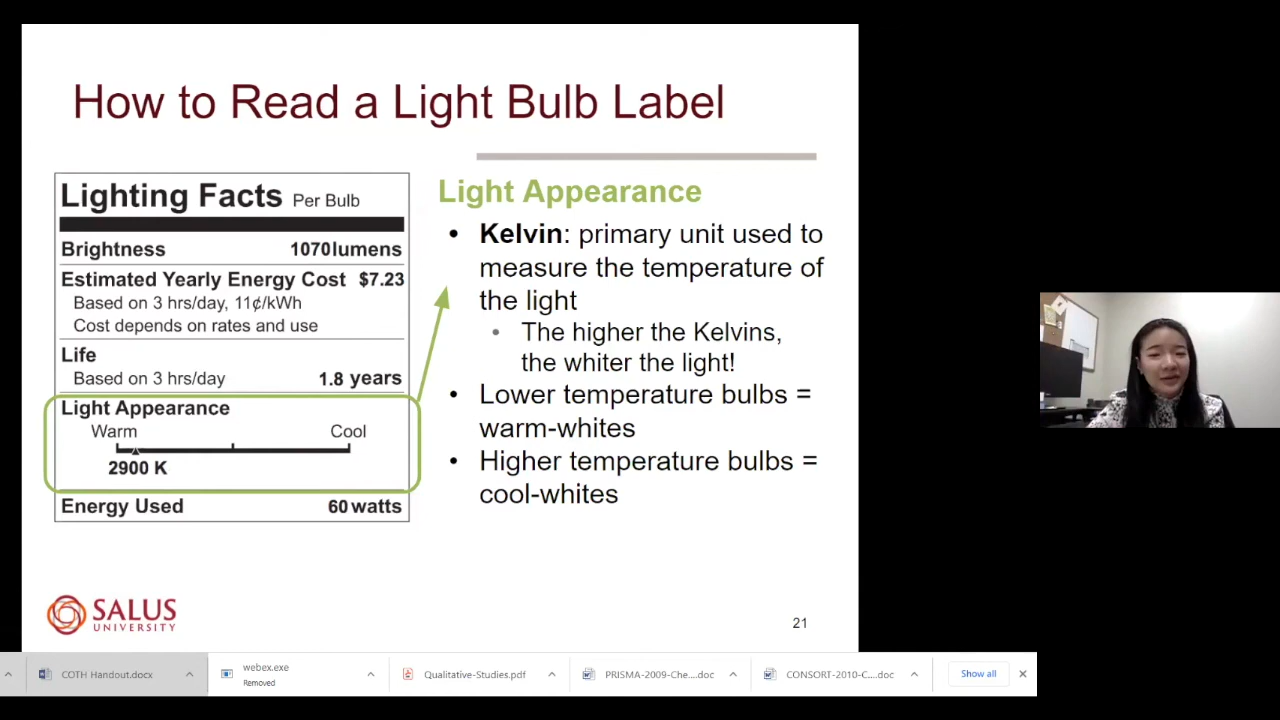 How to Read a Light Bulb Label
Lighting Facts Per Bulb
Brightness 1070 lumens
Estimated Yearly Energy Cost $7.23
Based on 3 hrs/day, 11¢/kWh
Cost depends on rates and use
Life
Based on 3 hrs/day 1.8 years
Light Appearance
Warm Cool
2900 K
Energy Used 60 watts
Light Appearance
• Kelvin: primary unit used to
measure the temperature of
the light
• The higher the Kelvins,
the whiter the light!
• Lower temperature bulbs =
warm-whites
• Higher temperature bulbs =
cool-whites
SALUS
UNIVERSITY
21
COTH Handout.docx
webex.exe
Removed
Qualitative-Studies.pdf
PRISMA-2009-Che....doc
CONSORT-2010-C....doc
Show all